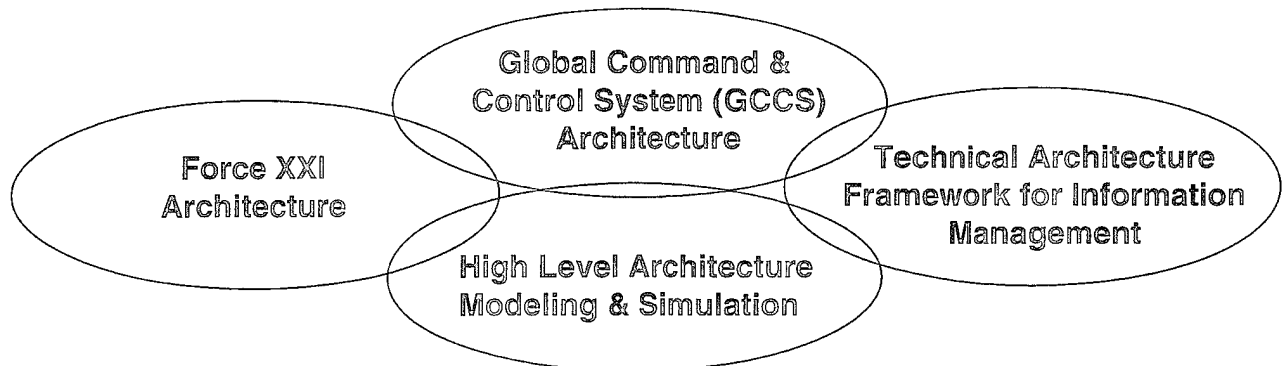 Global Command &
Control System (GCCS)
Architecture
Force XXI
Architecture
Technical Architecture
Framework for Information
Management
High Level Architecture
Modeling & Simulation